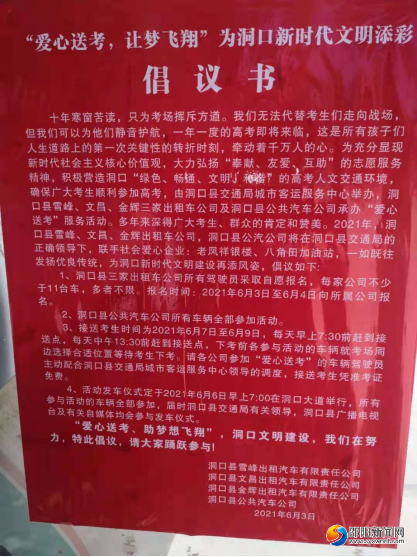 “爱心送考，让梦飞翔”为洞口新时代文明添彩
倡议书
十年寒窗苦读，只为考场挥斥方遒。我们无法代替考生们走向战场，
但我们可以为他们静音护航，一年一度的高考即将来临，这是所有孩子们
人生道路上的第一次关键性的转折时刻，牵动着千万人的心。为充分显现
新时代社会主义核心价值观，大力弘扬“奉献、友爱、互助”的志愿服务
精神，积极营造洞口“绿色、畅通、文明、和谐”的高考人文交通环境，
确保广大考生顺利参加高考，由洞口县交通局城市客运服务中心举办，洞
口县雪峰、文昌、金辉三家出租车公司及洞口县公共汽车公司承办“爱心
送考”服务活动。多年来深得广大考生、群众的肯定和赞美。2021年，洞
口县雪峰、文昌、金辉出租车公司，洞口县公汽公司将在洞口县交通局的
正确领导下，联手社会爱心企业：老凤祥银楼、八角田加油站，一如既往
发扬优良传统，为洞口新时代文明建设再添风姿，倡议如下：
1、洞口县三家出租车公司所有驾驶员采取自愿报名，每家公司不少
于11台车，多者不限。报名时间：2021年6月3日至6月4日向所属公司报
名。
2、洞口县公共汽车公司所有车辆全部参加活动。
3、接送考生时间为2021年6月7日至6月9日，每天早上7:30前赶到接
送点，每天中午13:30前赶到接送点，下考前各参与活动的车辆就考场周
边选择合适位置等待考生下考。请各公司参加“爱心送考”的车辆驾驶员
主动配合洞口县交通局城市客运服务中心领导的调度，接送考生凭准考证
免费。
4、活动发车仪式定于2021年6月6日早上7:00在洞口大道举行，所有
参与活动的车辆全部参加，届时洞口县交通局有关领导，洞口县广播电视
台及有关自媒体均会参与发车仪式。
“爱心送考、助梦想飞翔”，洞口文明建设，我们在努
力，特此倡议，请大家踊跃参与！
洞口县雪峰出租汽车有限责任公司
洞口县文昌出租汽车有限责任公司
洞口县金辉出租汽车有限责任公司
洞口县公共汽车公司
2021年6月3日
邵阳新闻网